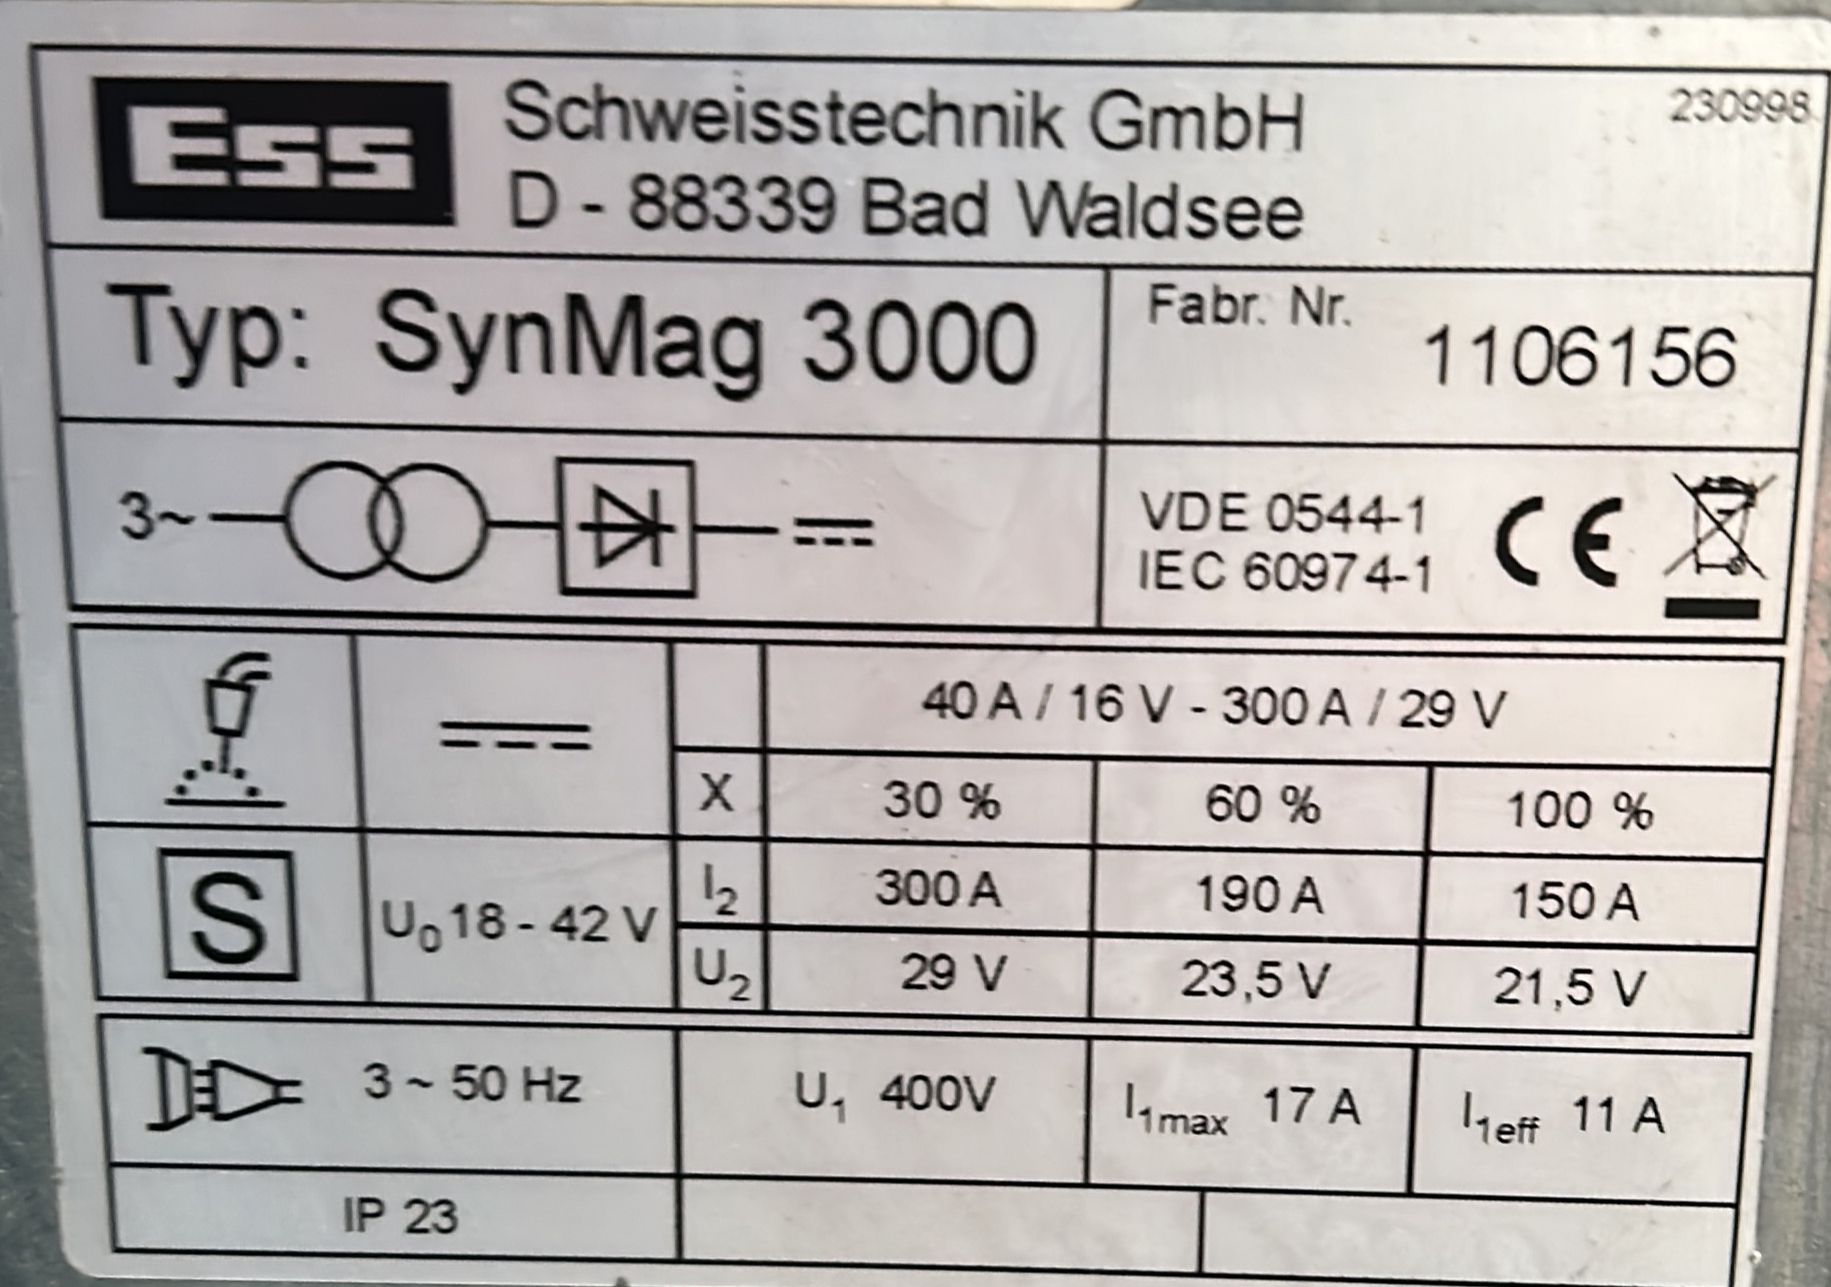 Ess Schweisstechnik GmbH 230998
D - 88339 Bad Waldsee
Typ: SynMag 3000
Fabr. Nr. 1106156
3~
VDE 0544-1
IEC 60974-1
CE
40 A / 16 V - 300 A / 29 V
X 30 % 60 % 100 %
S
U0 18 - 42 V
I2 300 A 190 A 150 A
U2 29 V 23,5 V 21,5 V
3 ~ 50 Hz U1 400V I1max 17 A I1eff 11 A
IP 23